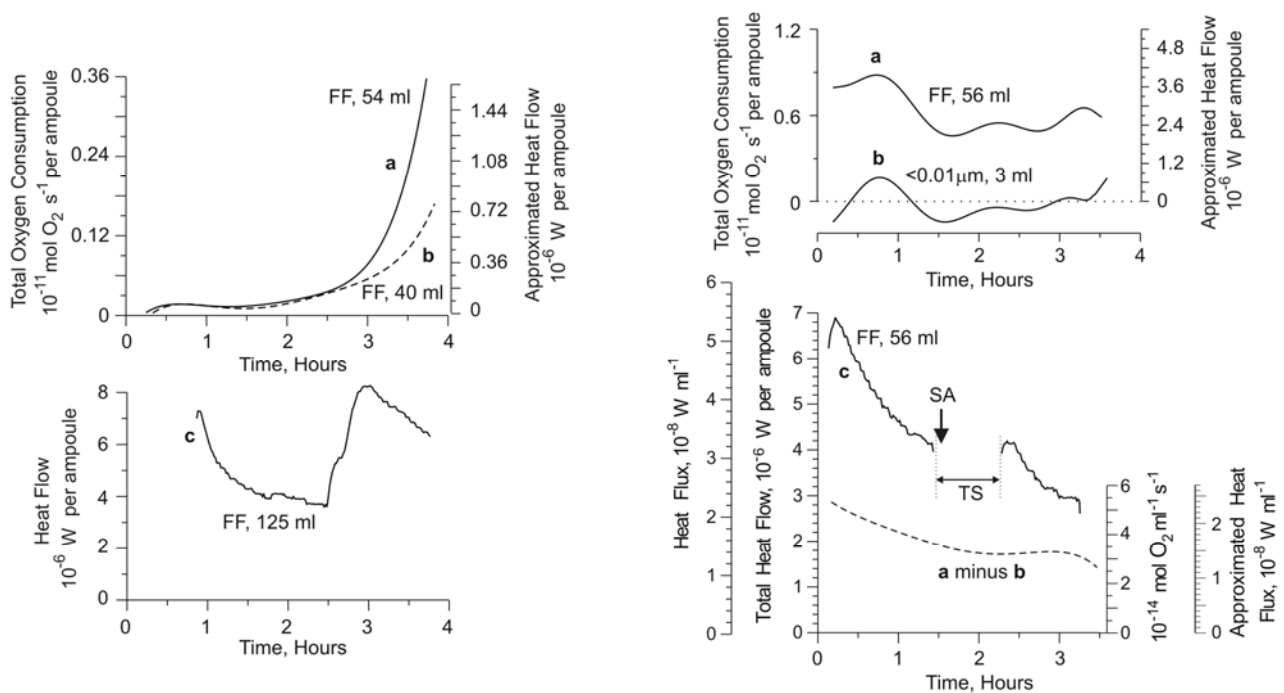 Total Oxygen Consumption
10⁻¹¹ mol O₂ s⁻¹ per ampoule
0.36
0.24
0.12
0
FF, 54 ml
a
b
FF, 40 ml
1.44
1.08
0.72
0.36
0
Approximated Heat Flow
10⁻⁶ W per ampoule
0 1 2 3 4
Time, Hours
Heat Flow
10⁻⁶ W per ampoule
8
6
4
2
0
c
FF, 125 ml
0 1 2 3 4
Time, Hours
Total Oxygen Consumption
10⁻¹¹ mol O₂ s⁻¹ per ampoule
1.2
0.6
0
a
FF, 56 ml
b
<0.01μm, 3 ml
4.8
3.6
2.4
1.2
0
Approximated Heat Flow
10⁻⁶ W per ampoule
0 1 2 3 4
Time, Hours
Heat Flux, 10⁻⁸ W ml⁻¹
6
5
4
3
2
1
0
Total Heat Flow, 10⁻⁶ W per ampoule
7
6
5
4
3
2
1
0
FF, 56 ml
c
SA
TS
a minus b
6
4
2
0
10⁻¹⁴ mol O₂ ml⁻¹ s⁻¹
2
1
0
Approximated Heat
Flux, 10⁻⁸ W ml⁻¹
0 1 2 3 4
Time, Hours